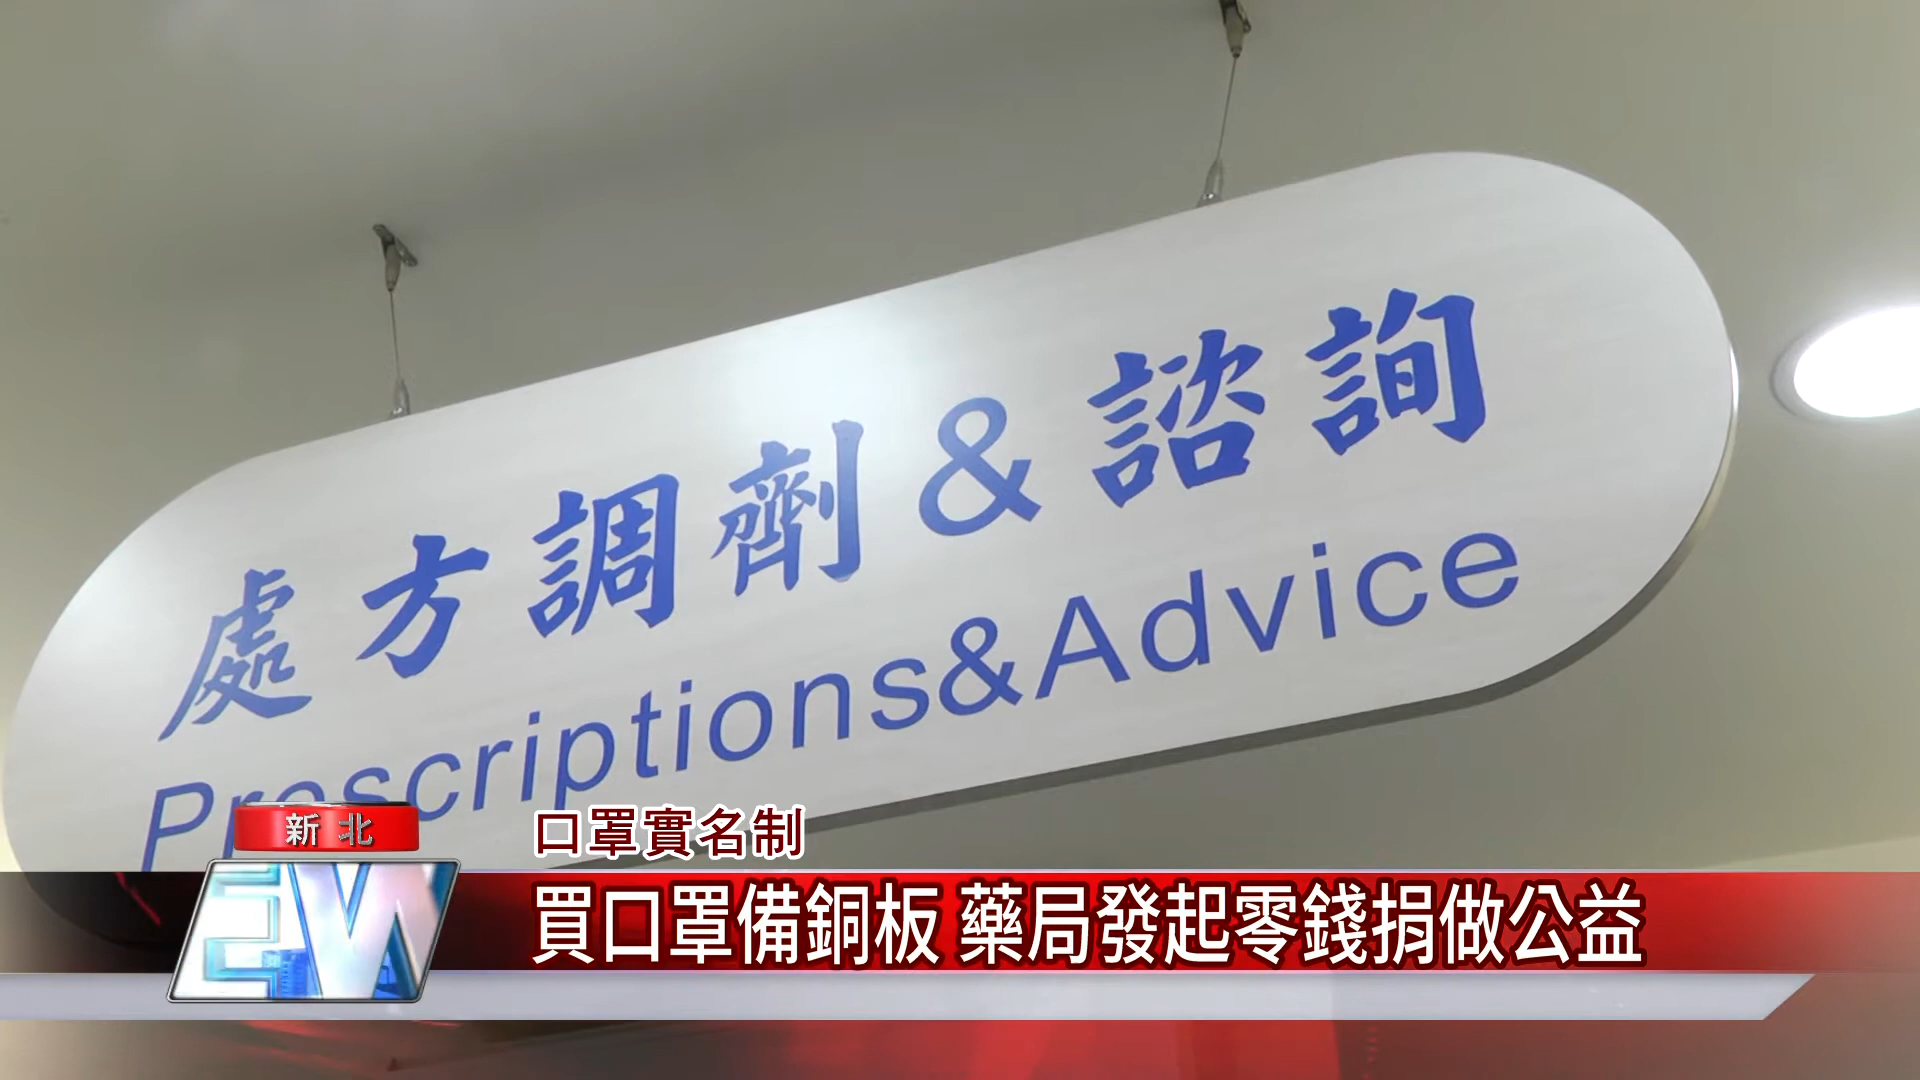 處方調劑&諮詢
Prescriptions&Advice
新北
口罩實名制
EW
買口罩備銅板 藥局發起零錢捐做公益